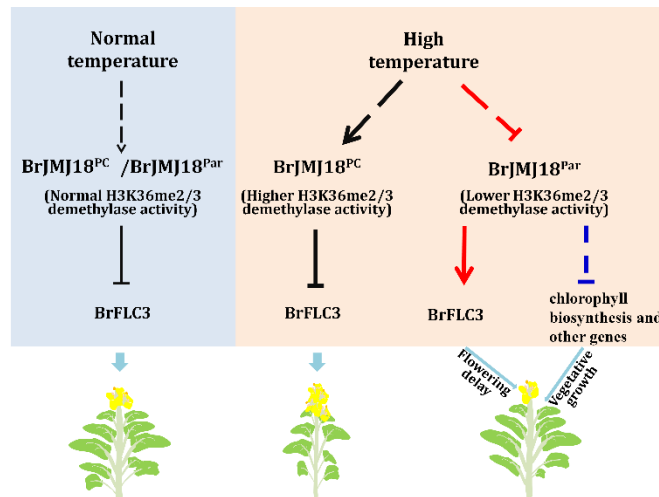 Normal
temperature
High
temperature
BrJMJ18PC /BrJMJ18Par
(Normal H3K36me2/3
demethylase activity)
BrJMJ18PC
(Higher H3K36me2/3
demethylase activity)
BrJMJ18Par
(Lower H3K36me2/3
demethylase activity)
BrFLC3
BrFLC3
BrFLC3
chlorophyll
biosynthesis and
other genes
Flowering
delay
Vegetative
growth